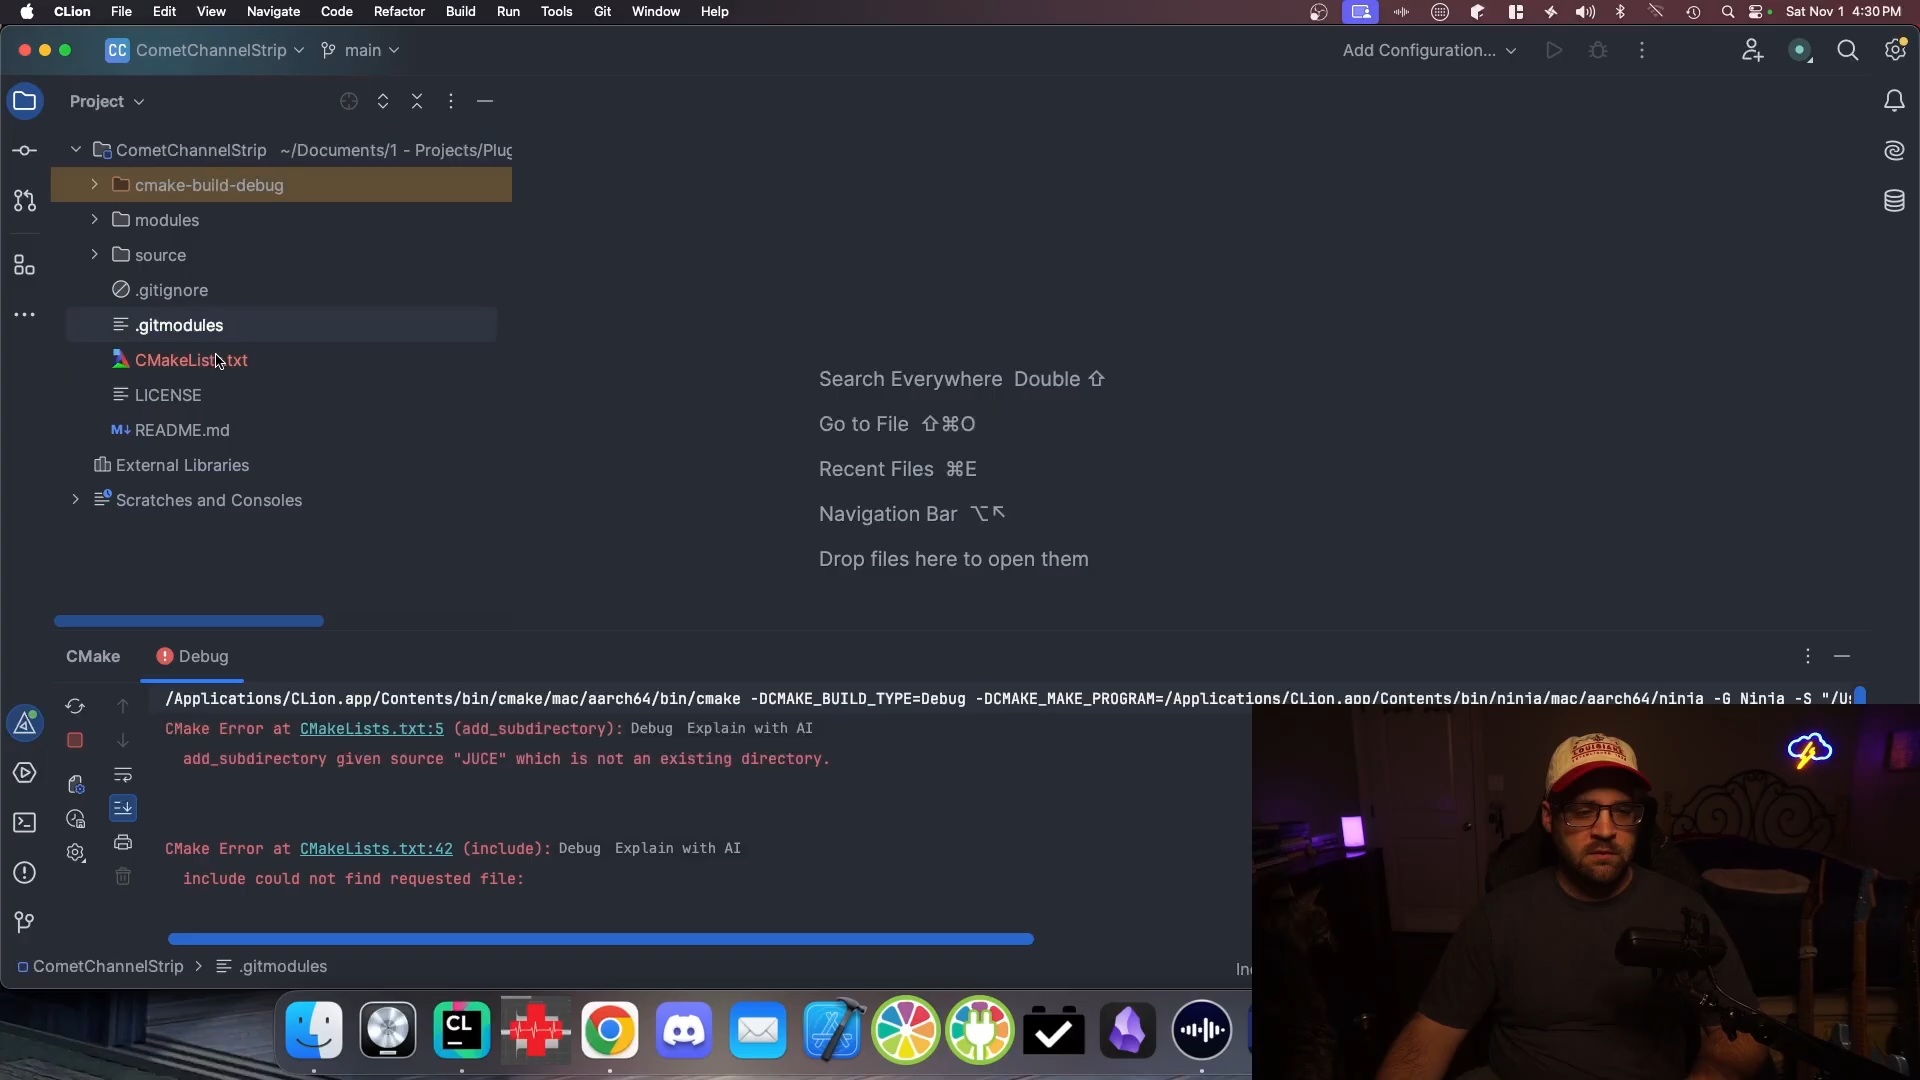 CLion File Edit View Navigate Code Refactor Build Run Tools Git Window Help Sat Nov 1 4:30 PM
CC CometChannelStrip main Add Configuration...
Project
CometChannelStrip ~/Documents/1 - Projects/Plug
cmake-build-debug
modules
source
.gitignore
.gitmodules
CMakeLists.txt
LICENSE
M↓ README.md
External Libraries
Scratches and Consoles
Search Everywhere Double ⇧
Go to File ⇧⌘O
Recent Files ⌘E
Navigation Bar ⌥↖
Drop files here to open them
CMake Debug
/Applications/CLion.app/Contents/bin/cmake/mac/aarch64/bin/cmake -DCMAKE_BUILD_TYPE=Debug -DCMAKE_MAKE_PROGRAM=/Applications/CLion.app/Contents/bin/ninja/mac/aarch64/ninja -G Ninja -S "/U
CMake Error at CMakeLists.txt:5 (add_subdirectory): Debug Explain with AI
add_subdirectory given source "JUCE" which is not an existing directory.
CMake Error at CMakeLists.txt:42 (include): Debug Explain with AI
include could not find requested file:
CometChannelStrip > .gitmodules
CL
LOUISIANA